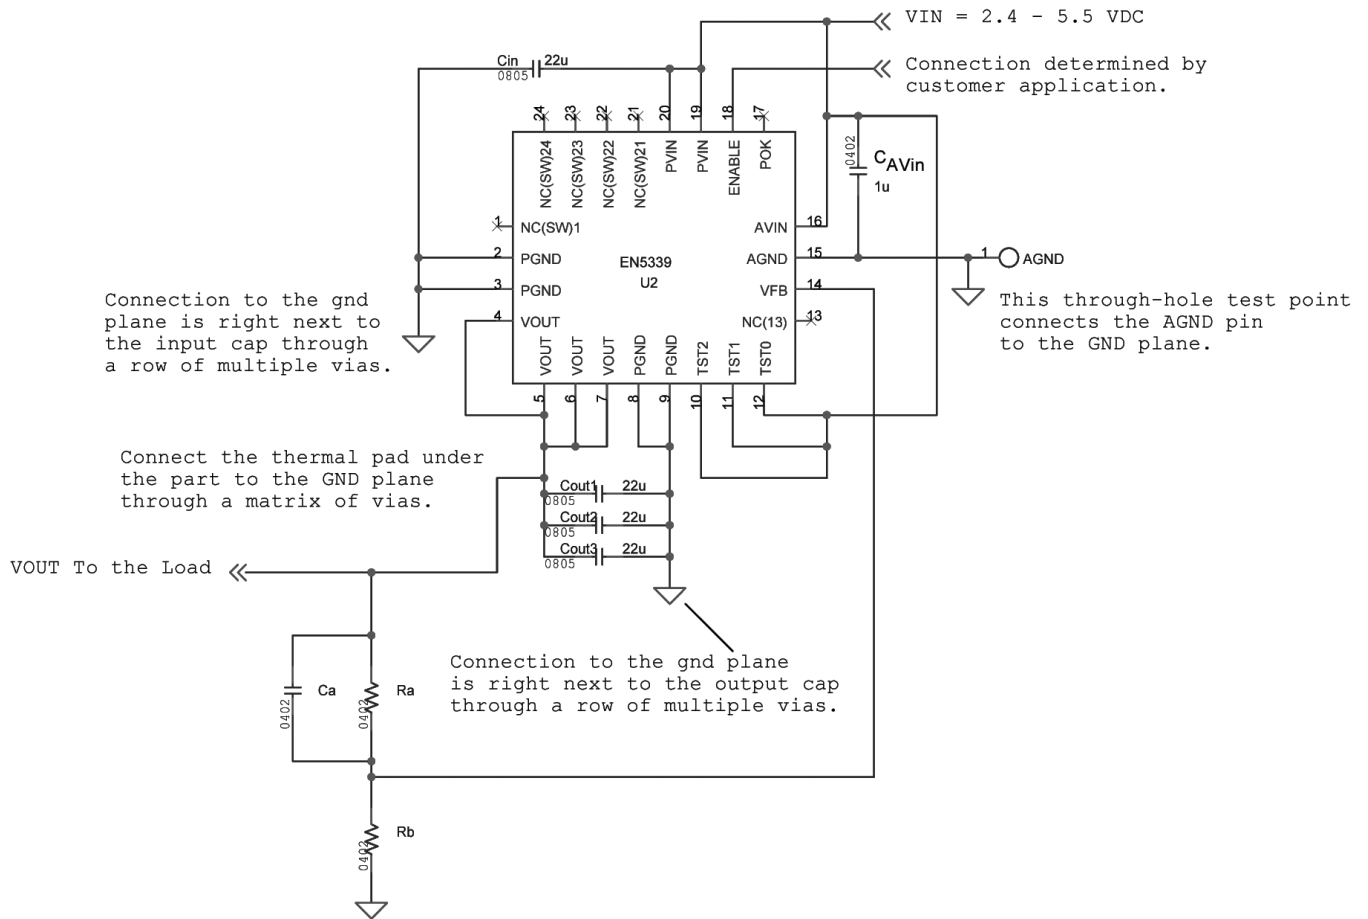 VIN = 2.4 - 5.5 VDC
Connection determined by
customer application.
Cin
22u
0805
24
23
22
21
20
19
18
17
NC(SW)24
NC(SW)23
NC(SW)22
NC(SW)21
PVIN
PVIN
ENABLE
POK
0402
CAVin
1u
1
NC(SW)1
2
PGND
3
PGND
4
VOUT
EN5339
U2
AVIN
16
AGND
15
VFB
14
NC(13)
13
1
AGND
This through-hole test point
connects the AGND pin
to the GND plane.
Connection to the gnd
plane is right next to
the input cap through
a row of multiple vias.
VOUT
VOUT
VOUT
PGND
PGND
TST2
TST1
TST0
5
6
7
8
9
10
11
12
Connect the thermal pad under
the part to the GND plane
through a matrix of vias.
Cout1
22u
0805
Cout2
22u
0805
Cout3
22u
0805
VOUT To the Load
Connection to the gnd plane
is right next to the output cap
through a row of multiple vias.
Ca
0402
Ra
0402
Rb
0402